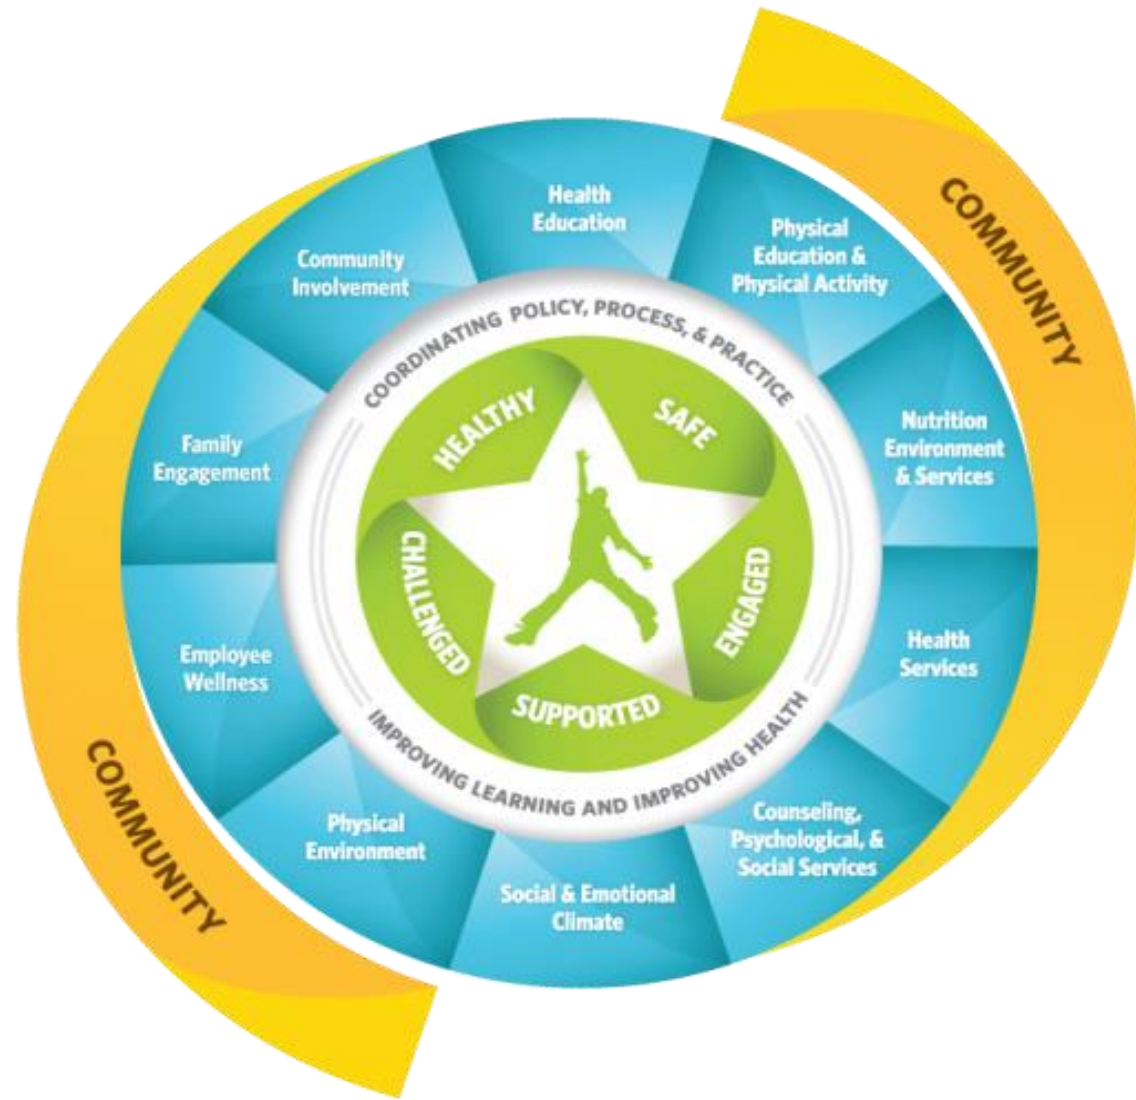 COMMUNITY
Health
Education
Physical
Education &
Physical Activity
Nutrition
Environment
& Services
Health
Services
Counseling,
Psychological, &
Social Services
Social & Emotional
Climate
Physical
Environment
Employee
Wellness
Family
Engagement
Community
Involvement
COORDINATING POLICY, PROCESS, & PRACTICE
IMPROVING LEARNING AND IMPROVING HEALTH
HEALTHY
SAFE
ENGAGED
SUPPORTED
CHALLENGED
COMMUNITY